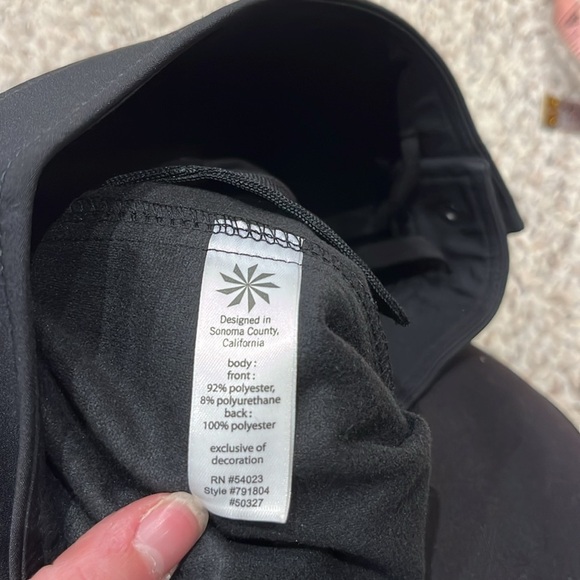 Designed in
Sonoma County,
California
body :
front :
92% polyester,
8% polyurethane
back :
100% polyester
exclusive of
decoration
RN #54023
Style #791804
#50327